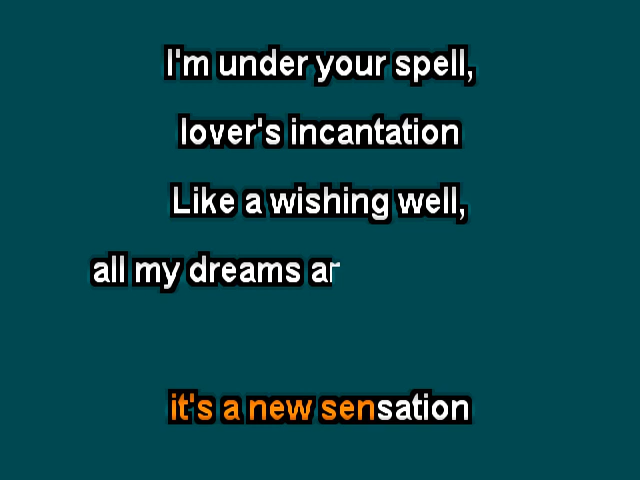 I'm under your spell,
lover's incantation
Like a wishing well,
all my dreams ar
it's a new sensation